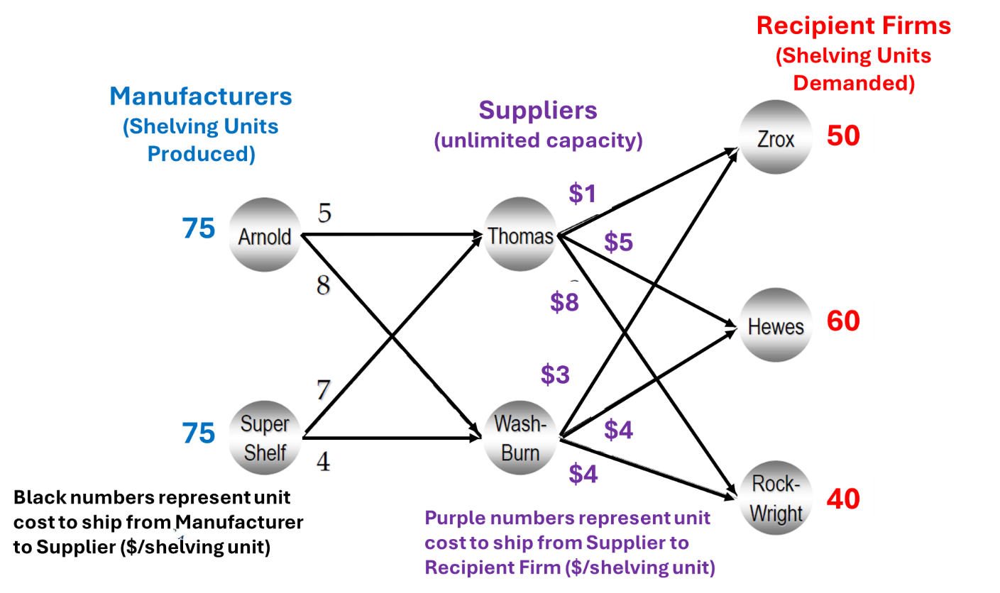 Recipient Firms
(Shelving Units
Demanded)
Manufacturers
(Shelving Units
Produced)
Suppliers
(unlimited capacity)
Zrox
50
$1
5
75
Arnold
Thomas
$5
8
$8
Hewes
60
$3
7
75
Super
Shelf
Wash-
Burn
$4
4
$4
Rock-
Wright
40
Black numbers represent unit
cost to ship from Manufacturer
to Supplier ($/shelving unit)
Purple numbers represent unit
cost to ship from Supplier to
Recipient Firm ($/shelving unit)